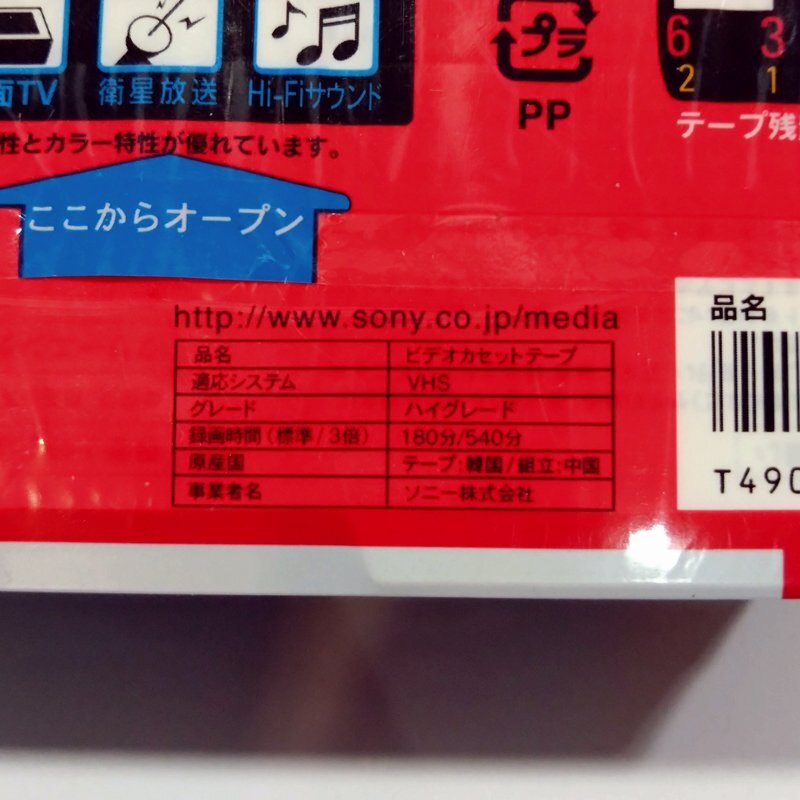 面TV 衛星放送 Hi-Fiサウンド
プラ
PP
6 3
2 1
テープ残
性とカラー特性が優れています。
ここからオープン
http://www.sony.co.jp/media
品名 ビデオカセットテープ
適応システム VHS
グレード ハイグレード
録画時間(標準/3倍) 180分/540分
原産国 テープ:韓国/組立:中国
事業者名 ソニー株式会社
品名
T490